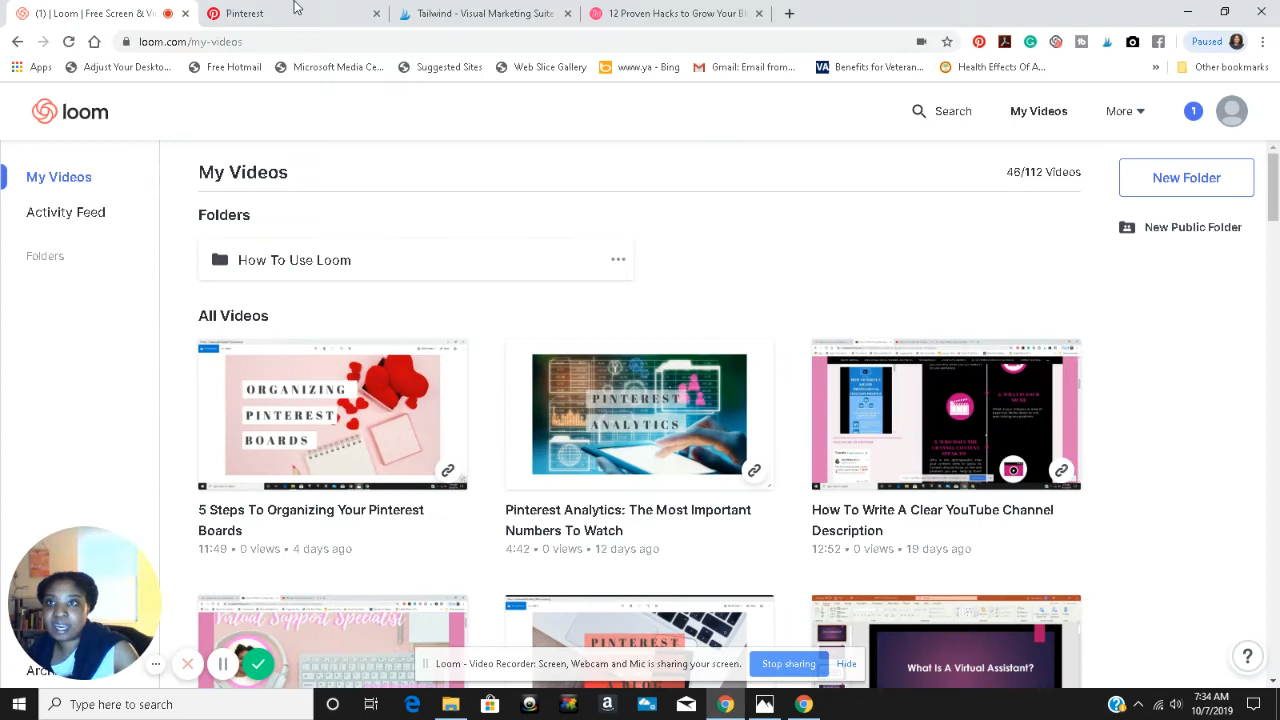 (1) | Loom | Free Screen & Vi
Pinterest
Tailwind - Visual Marketing Suite
12 Proven Hacks to Grow Your Bl
loom.com/my-videos
Paused
Apps
Adjust Your Deskto...
Free Hotmail
Microsoft Media Ce...
Suggested Sites
Web Slice Gallery
www.ya - Bing
Gmail: Email from...
VA Benefits for Veteran...
Health Effects Of A...
» Other bookmarks
loom
Search
My Videos
More
1
My Videos
Activity Feed
Folders
My Videos
46/112 Videos
New Folder
New Public Folder
Folders
How To Use Loom
All Videos
ORGANIZING
PINTEREST
BOARDS
5 Steps To Organizing Your Pinterest
Boards
11:49 • 0 views • 4 days ago
Pinterest Analytics: The Most Important
Numbers To Watch
4:42 • 0 views • 12 days ago
How To Write A Clear YouTube Channel
Description
12:52 • 0 views • 19 days ago
PINTEREST
What Is A Virtual Assistant?
Loom - Video Recorder: Screen, Webcam and Mic is sharing your screen.
Stop sharing
Hide
?
Type here to search
7:34 AM
10/7/2019